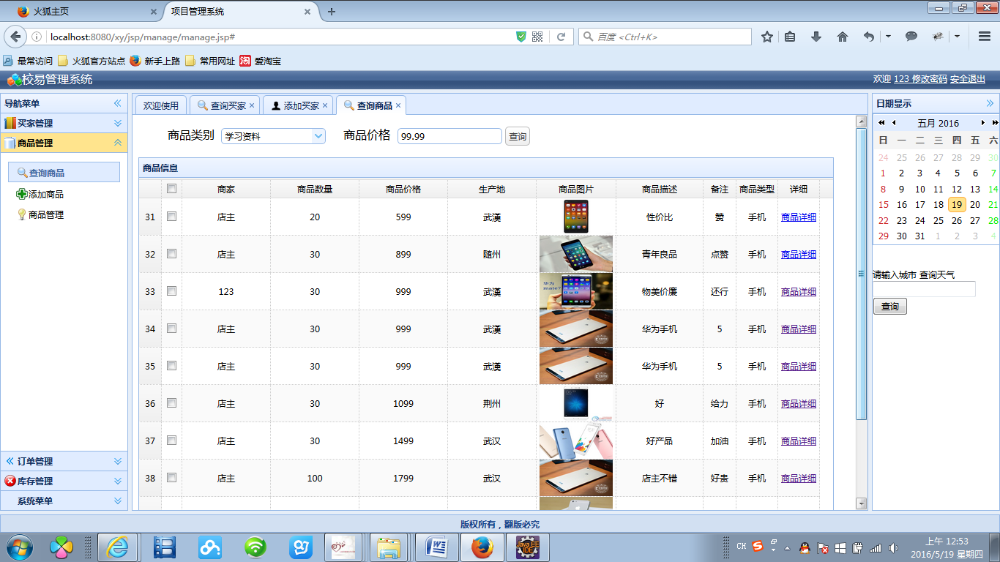 火狐主页
项目管理系统
localhost:8080/xy/jsp/manage/manage.jsp#
百度 <Ctrl+K>
最常访问 火狐官方站点 新手上路 常用网址 淘 爱淘宝
校易管理系统
欢迎 123 修改密码 安全退出
导航菜单
买家管理
商品管理
查询商品
添加商品
商品管理
订单管理
库存管理
系统菜单
欢迎使用 查询买家 添加买家 查询商品
商品类别 学习资料 商品价格 99.99 查询
商品信息
商家 商品数量 商品价格 生产地 商品图片 商品描述 备注 商品类型 详细
31 店主 20 599 武漢 性价比 赞 手机 商品详细
32 店主 30 899 随州 青年良品 点赞 手机 商品详细
33 123 30 999 武漢 华为 mate7 物美价廉 还行 手机 商品详细
34 店主 30 999 武漢 华为手机 5 手机 商品详细
35 店主 30 999 武漢 华为手机 5 手机 商品详细
36 店主 30 1099 荆州 好 给力 手机 商品详细
37 店主 30 1499 武汉 好产品 加油 手机 商品详细
38 店主 100 1799 武汉 店主不错 好贵 手机 商品详细
日期显示
五月 2016
日 一 二 三 四 五 六
24 25 26 27 28 29 30
1 2 3 4 5 6 7
8 9 10 11 12 13 14
15 16 17 18 19 20 21
22 23 24 25 26 27 28
29 30 31 1 2 3 4
请输入城市 查询天气
查询
版权所有，翻版必究
Java EE
IDE
CH
上午 12:53
2016/5/19 星期四